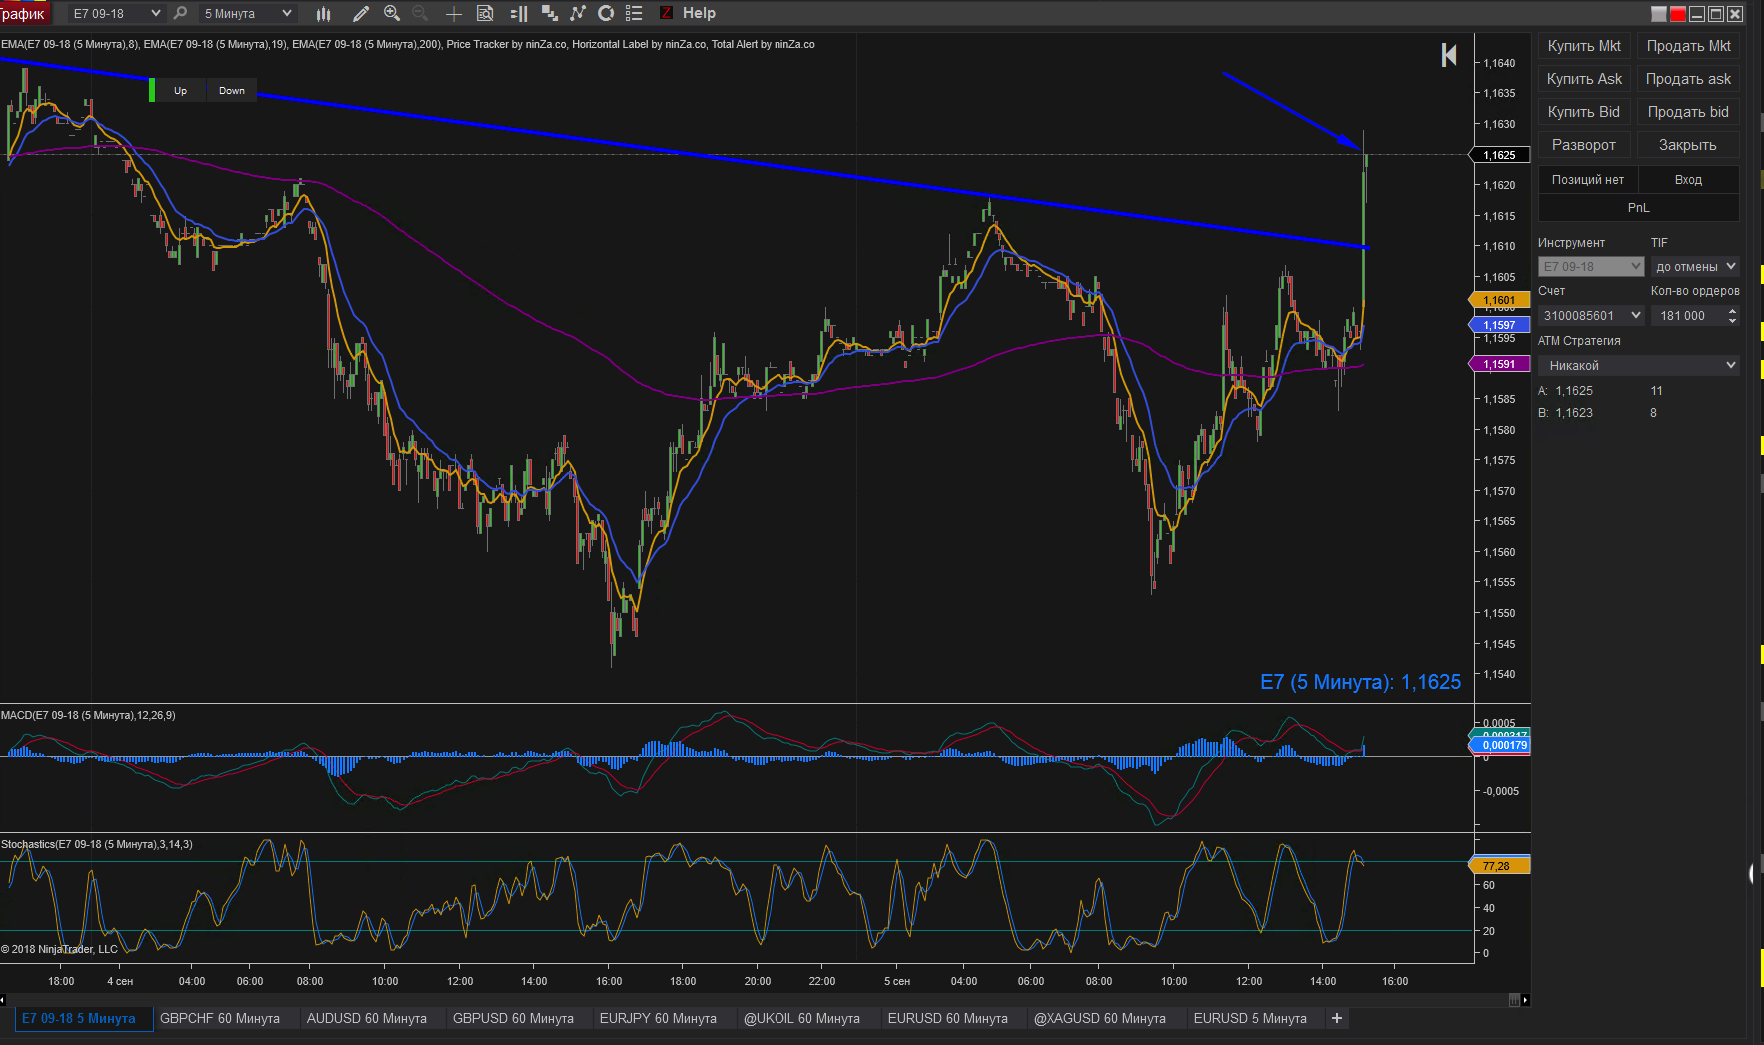 График E7 09-18 5 Минута Z Help
EMA(E7 09-18 (5 Минута),8), EMA(E7 09-18 (5 Минута),19), EMA(E7 09-18 (5 Минута),200), Price Tracker by ninZa.co, Horizontal Label by ninZa.co, Total Alert by ninZa.co
Up Down
1,1640
1,1635
1,1630
1,1625
1,1620
1,1615
1,1610
1,1605
1,1601
1,1600
1,1597
1,1595
1,1591
1,1585
1,1580
1,1575
1,1570
1,1565
1,1560
1,1555
1,1550
1,1545
1,1540
E7 (5 Минута): 1,1625
Купить Mkt Продать Mkt
Купить Ask Продать ask
Купить Bid Продать bid
Разворот Закрыть
Позиций нет Вход
PnL
Инструмент TIF
E7 09-18 до отмены
Счет Кол-во ордеров
3100085601 181 000
АТМ Стратегия
Никакой
A: 1,1625 11
B: 1,1623 8
MACD(E7 09-18 (5 Минута),12,26,9)
0,0005
0,000179
0
-0,0005
Stochastics(E7 09-18 (5 Минута),3,14,3)
77,28
60
40
20
0
© 2018 NinjaTrader, LLC
18:00 4 сен 04:00 06:00 08:00 10:00 12:00 14:00 16:00 18:00 20:00 22:00 5 сен 04:00 06:00 08:00 10:00 12:00 14:00 16:00
E7 09-18 5 Минута GBPCHF 60 Минута AUDUSD 60 Минута GBPUSD 60 Минута EURJPY 60 Минута @UKOIL 60 Минута EURUSD 60 Минута @XAGUSD 60 Минута EURUSD 5 Минута +